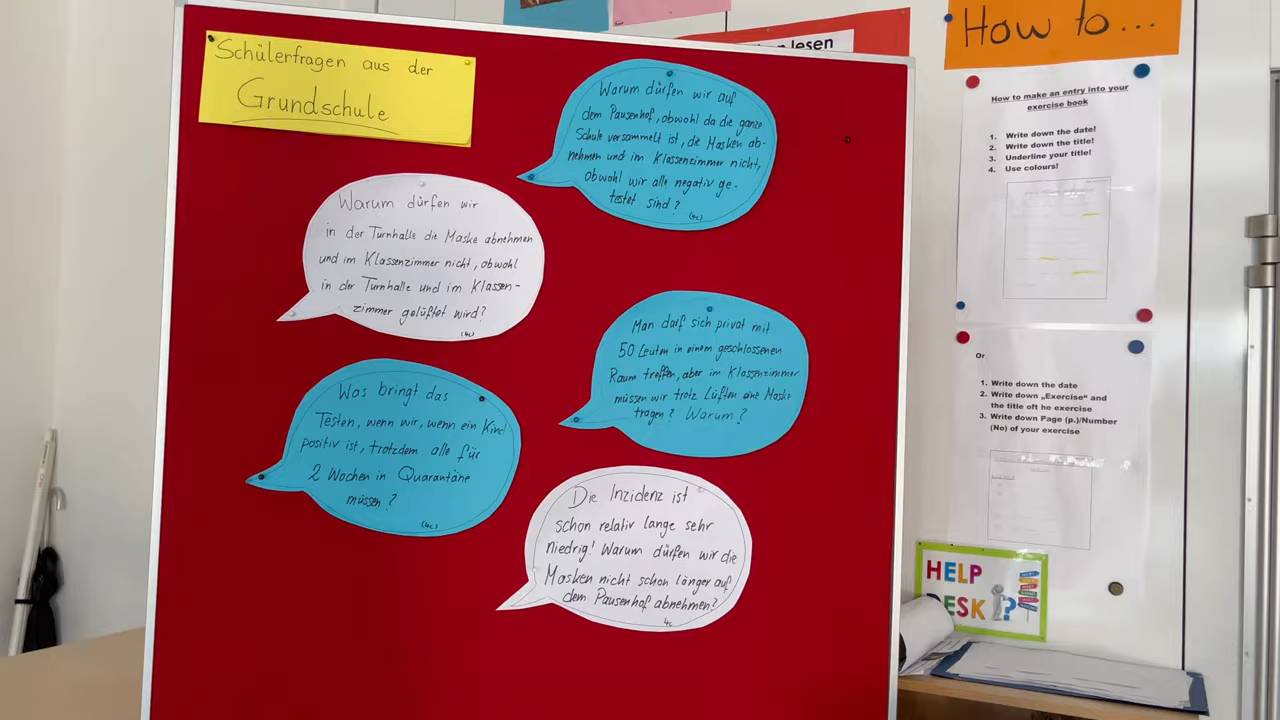 Schülerfragen aus der
Grundschule
Warum dürfen wir auf
dem Pausenhof, obwohl da die ganze
Schule versammelt ist, die Masken ab-
nehmen und im Klassenzimmer nicht,
obwohl wir alle negativ ge-
testet sind?
(4c)
Warum dürfen wir
in der Turnhalle die Maske abnehmen
und im Klassenzimmer nicht, obwohl
in der Turnhalle und im Klassen-
zimmer gelüftet wird?
(4c)
Man darf sich privat mit
50 Leuten in einem geschlossenen
Raum treffen, aber im Klassenzimmer
müssen wir trotz Lüften eine Maske
tragen? Warum?
Was bringt das
Testen, wenn wir, wenn ein Kind
positiv ist, trotzdem alle für
2 Wochen in Quarantäne
müssen?
(4c)
Die Inzidenz ist
schon relativ lange sehr
niedrig! Warum dürfen wir die
Masken nicht schon länger auf
dem Pausenhof abnehmen?
4c
lesen
How to...
How to make an entry into your
exercise book
1. Write down the date!
2. Write down the title!
3. Underline your title!
4. Use colours!
Or
1. Write down the date
2. Write down „Exercise“ and
the title oft he exercise
3. Write down Page (p.)/Number
(No) of your exercise
HELP
DESK ?